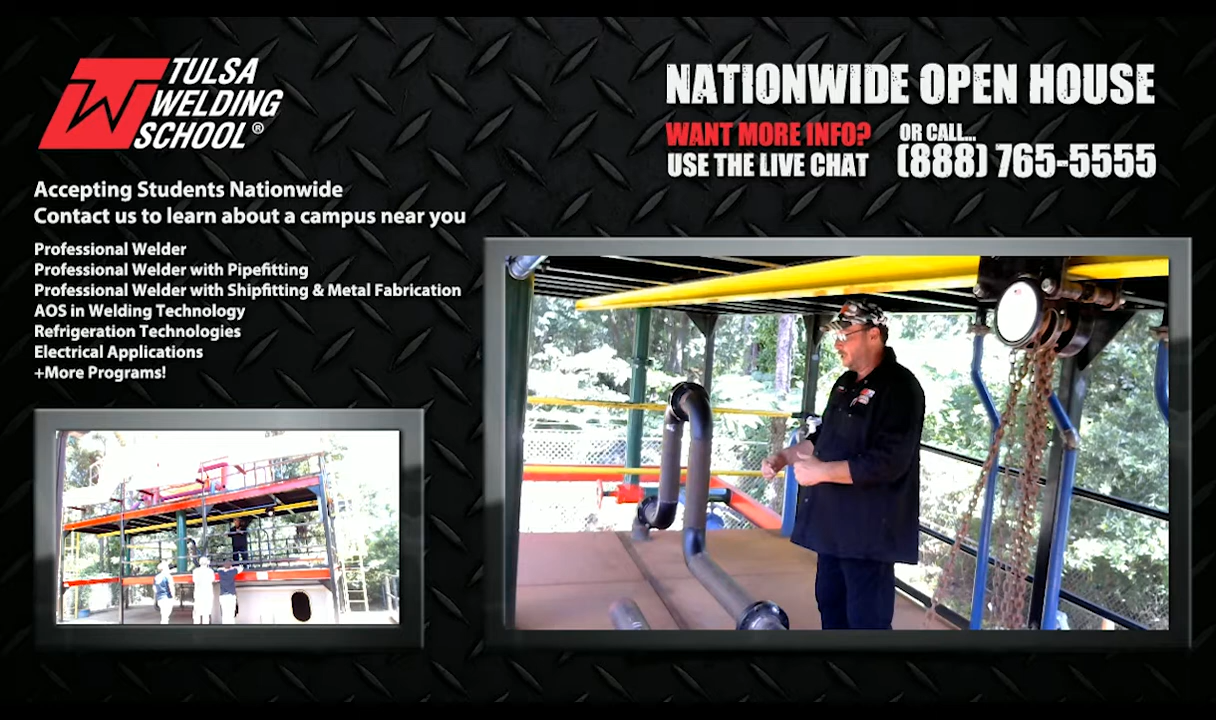 TULSA
WELDING
SCHOOL®
NATIONWIDE OPEN HOUSE
WANT MORE INFO?
USE THE LIVE CHAT
OR CALL...
(888) 765-5555
Accepting Students Nationwide
Contact us to learn about a campus near you
Professional Welder
Professional Welder with Pipefitting
Professional Welder with Shipfitting & Metal Fabrication
AOS in Welding Technology
Refrigeration Technologies
Electrical Applications
+More Programs!